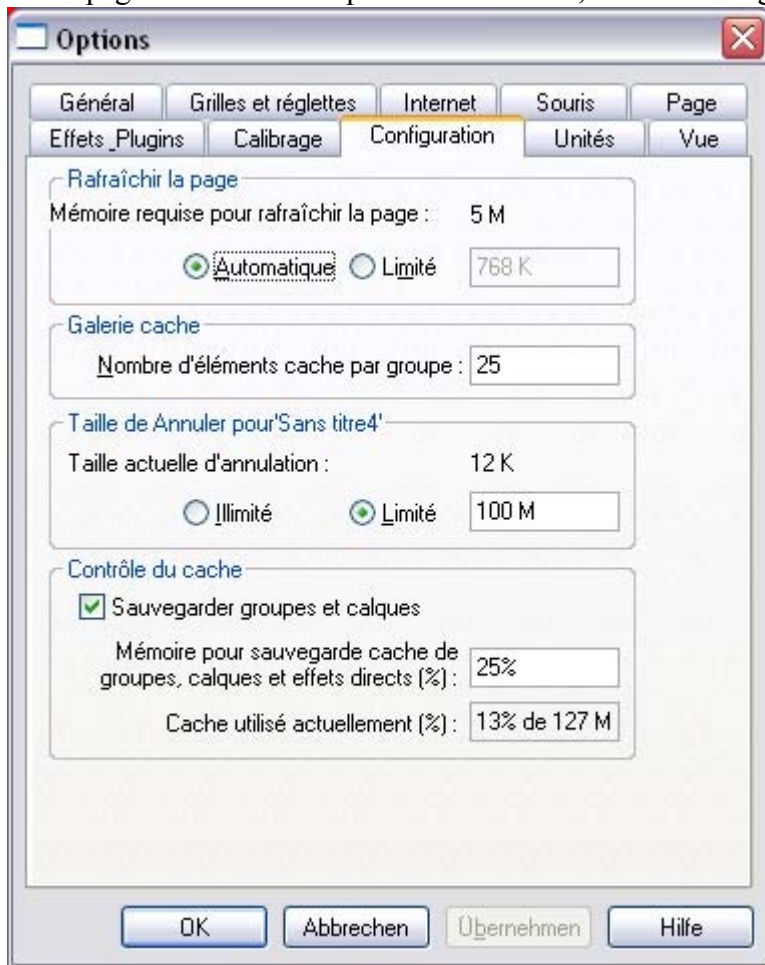 Options
Général Grilles et réglettes Internet Souris Page
Effets_Plugins Calibrage Configuration Unités Vue
Rafraîchir la page
Mémoire requise pour rafraîchir la page : 5 M
Automatique Limité 768 K
Galerie cache
Nombre d'éléments cache par groupe : 25
Taille de Annuler pour'Sans titre4'
Taille actuelle d'annulation : 12 K
Illimité Limité 100 M
Contrôle du cache
Sauvegarder groupes et calques
Mémoire pour sauvegarde cache de
groupes, calques et effets directs (%) : 25%
Cache utilisé actuellement (%) : 13% de 127 M
OK Abbrechen Übernehmen Hilfe